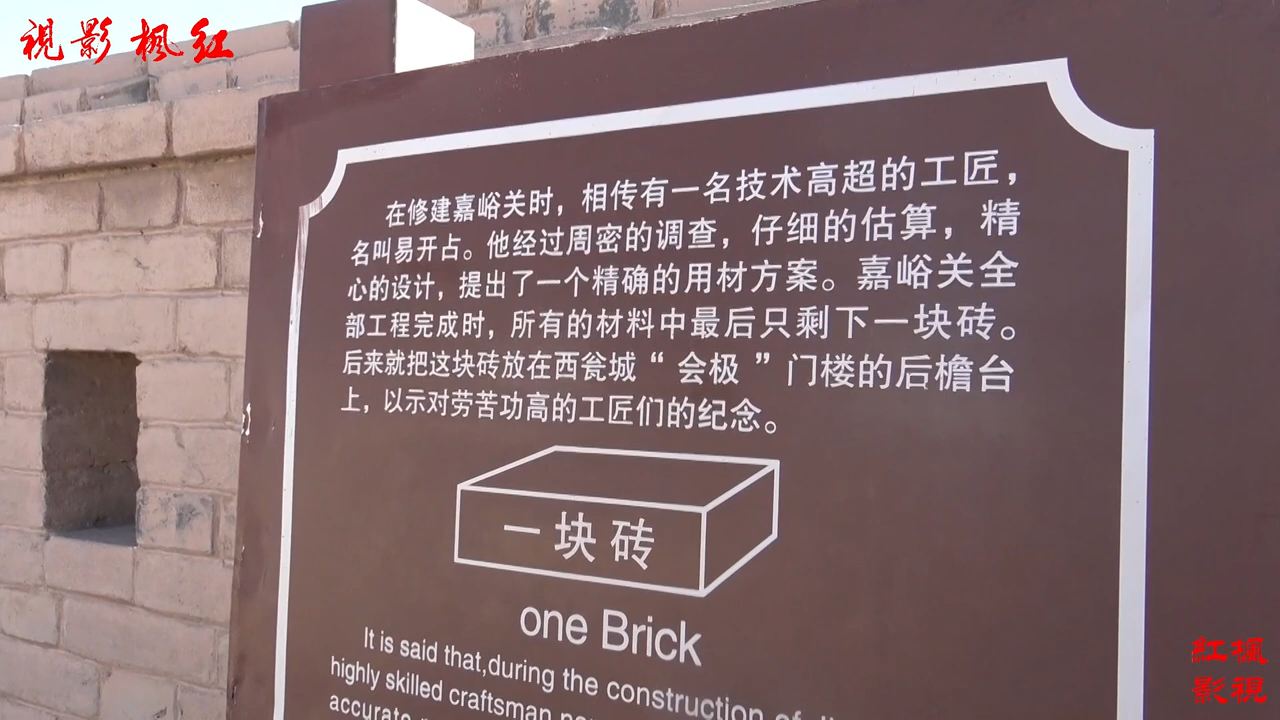 視影楓红
在修建嘉峪关时，相传有一名技术高超的工匠，
名叫易开占。他经过周密的调查，仔细的估算，精
心的设计，提出了一个精确的用材方案。嘉峪关全
部工程完成时，所有的材料中最后只剩下一块砖。
后来就把这块砖放在西瓮城“会极”门楼的后檐台
上，以示对劳苦功高的工匠们的纪念。
一块砖
one Brick
It is said that,during the construction of
highly skilled craftsman
accurate
紅楓
影視